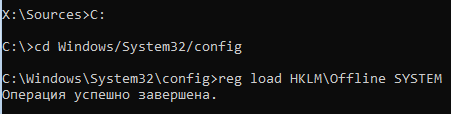 X:\Sources>C:
C:\>cd Windows/System32/config
C:\Windows\System32\config>reg load HKLM\Offline SYSTEM
Операция успешно завершена.